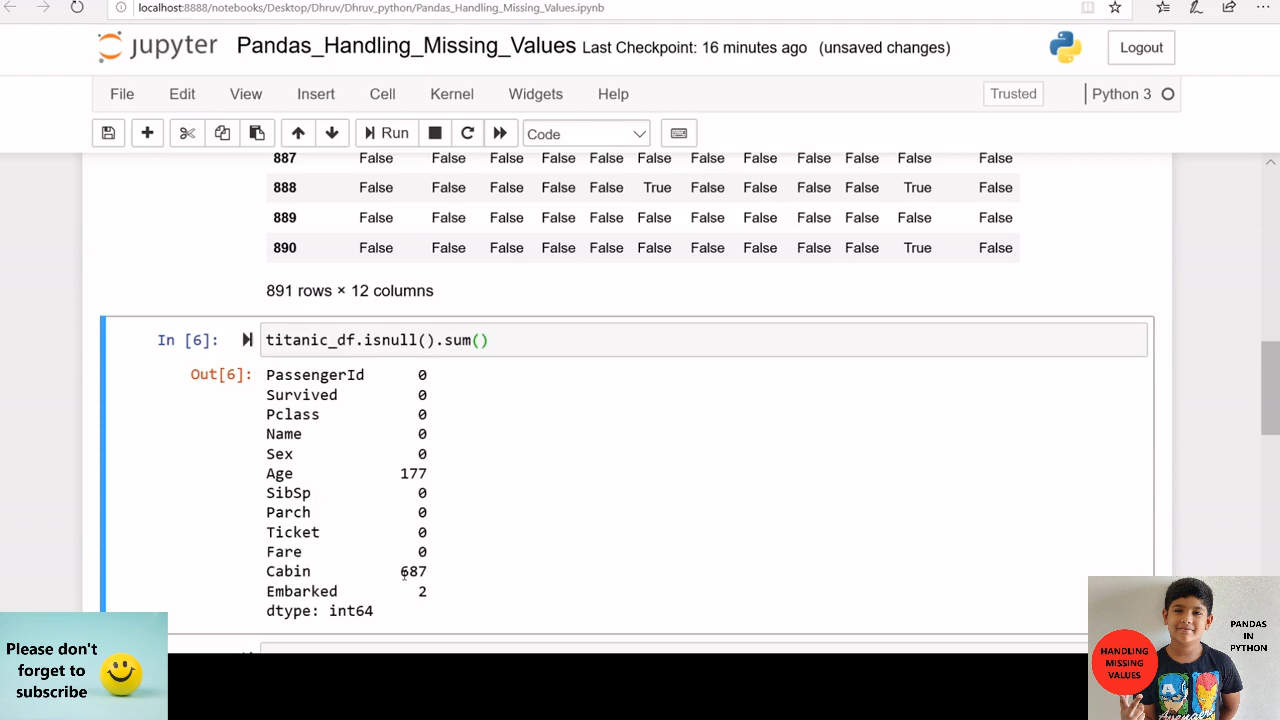 localhost:8888/notebooks/Desktop/Dhruv/Dhruv_python/Pandas_Handling_Missing_Values.ipynb
jupyter Pandas_Handling_Missing_Values Last Checkpoint: 16 minutes ago (unsaved changes) Logout
File Edit View Insert Cell Kernel Widgets Help Trusted Python 3
Run Code
887 False False False False False False False False False False False False
888 False False False False False True False False False False True False
889 False False False False False False False False False False False False
890 False False False False False False False False False False True False
891 rows × 12 columns
In [6]: titanic_df.isnull().sum()
Out[6]: PassengerId 0
Survived 0
Pclass 0
Name 0
Sex 0
Age 177
SibSp 0
Parch 0
Ticket 0
Fare 0
Cabin 687
Embarked 2
dtype: int64
Please don't
forget to
subscribe
HANDLING
MISSING
VALUES
PANDAS
IN
PYTHON